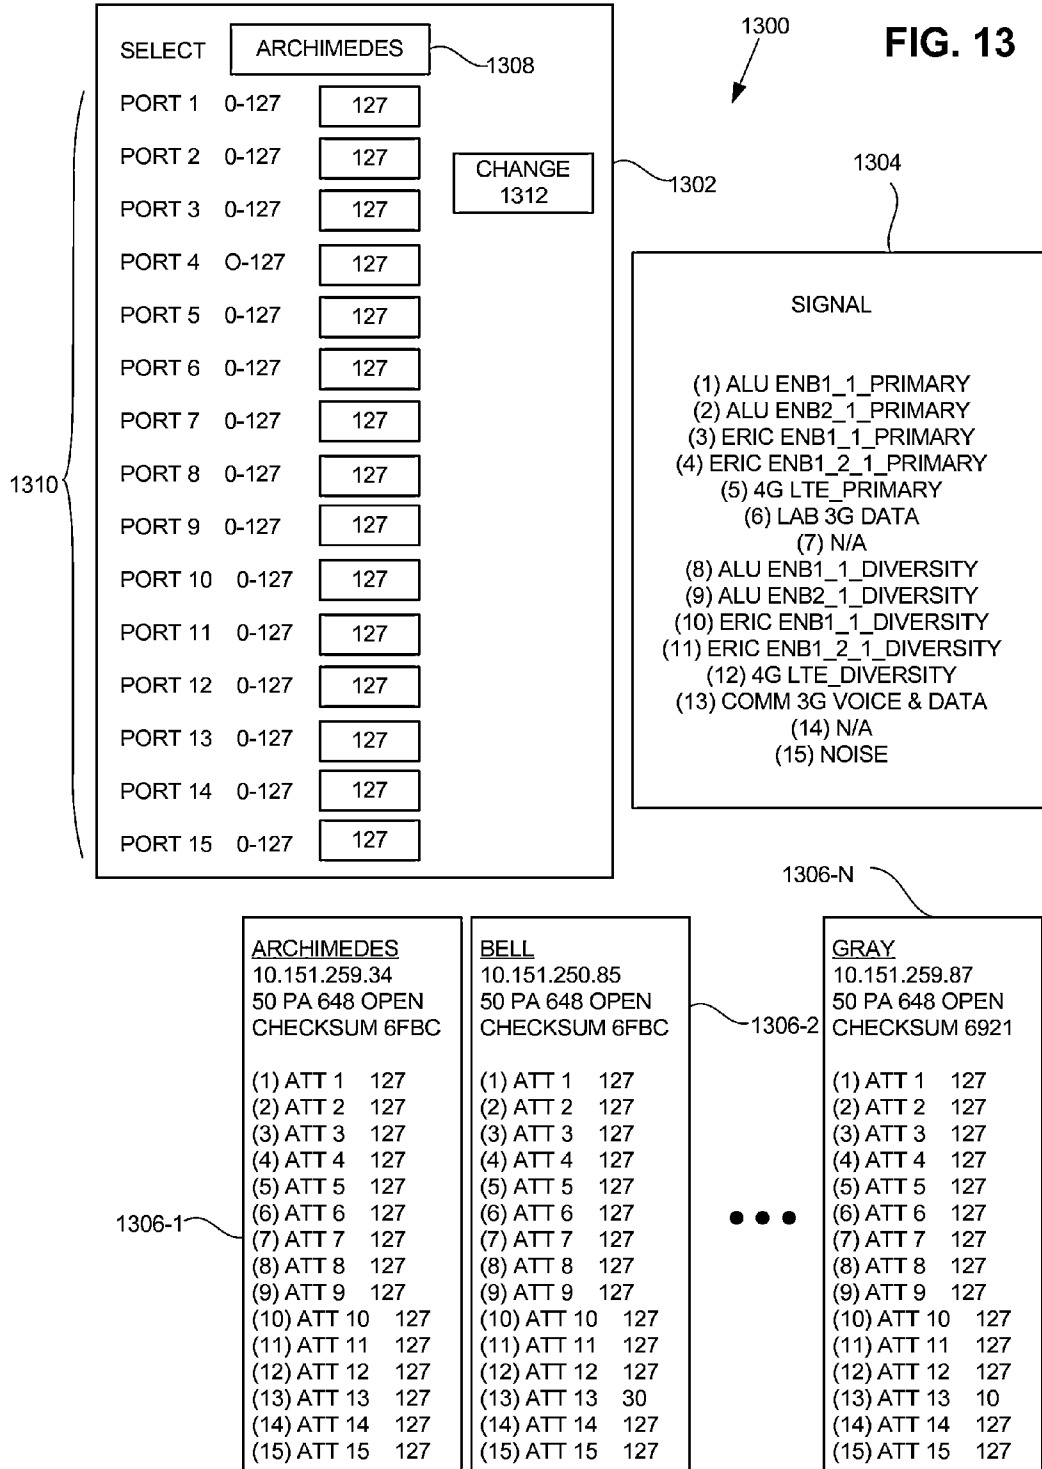 FIG. 13
1300
SELECT ARCHIMEDES
1308
PORT 1 0-127 127
PORT 2 0-127 127
PORT 3 0-127 127
PORT 4 O-127 127
PORT 5 0-127 127
PORT 6 0-127 127
PORT 7 0-127 127
PORT 8 0-127 127
PORT 9 0-127 127
PORT 10 0-127 127
PORT 11 0-127 127
PORT 12 0-127 127
PORT 13 0-127 127
PORT 14 0-127 127
PORT 15 0-127 127
1310
CHANGE
1312
1302
1304
SIGNAL
(1) ALU ENB1_1_PRIMARY
(2) ALU ENB2_1_PRIMARY
(3) ERIC ENB1_1_PRIMARY
(4) ERIC ENB1_2_1_PRIMARY
(5) 4G LTE_PRIMARY
(6) LAB 3G DATA
(7) N/A
(8) ALU ENB1_1_DIVERSITY
(9) ALU ENB2_1_DIVERSITY
(10) ERIC ENB1_1_DIVERSITY
(11) ERIC ENB1_2_1_DIVERSITY
(12) 4G LTE_DIVERSITY
(13) COMM 3G VOICE & DATA
(14) N/A
(15) NOISE
1306-1
ARCHIMEDES
10.151.259.34
50 PA 648 OPEN
CHECKSUM 6FBC
(1) ATT 1 127
(2) ATT 2 127
(3) ATT 3 127
(4) ATT 4 127
(5) ATT 5 127
(6) ATT 6 127
(7) ATT 7 127
(8) ATT 8 127
(9) ATT 9 127
(10) ATT 10 127
(11) ATT 11 127
(12) ATT 12 127
(13) ATT 13 127
(14) ATT 14 127
(15) ATT 15 127
1306-2
BELL
10.151.250.85
50 PA 648 OPEN
CHECKSUM 6FBC
(1) ATT 1 127
(2) ATT 2 127
(3) ATT 3 127
(4) ATT 4 127
(5) ATT 5 127
(6) ATT 6 127
(7) ATT 7 127
(8) ATT 8 127
(9) ATT 9 127
(10) ATT 10 127
(11) ATT 11 127
(12) ATT 12 127
(13) ATT 13 30
(14) ATT 14 127
(15) ATT 15 127
1306-N
GRAY
10.151.259.87
50 PA 648 OPEN
CHECKSUM 6921
(1) ATT 1 127
(2) ATT 2 127
(3) ATT 3 127
(4) ATT 4 127
(5) ATT 5 127
(6) ATT 6 127
(7) ATT 7 127
(8) ATT 8 127
(9) ATT 9 127
(10) ATT 10 127
(11) ATT 11 127
(12) ATT 12 127
(13) ATT 13 10
(14) ATT 14 127
(15) ATT 15 127